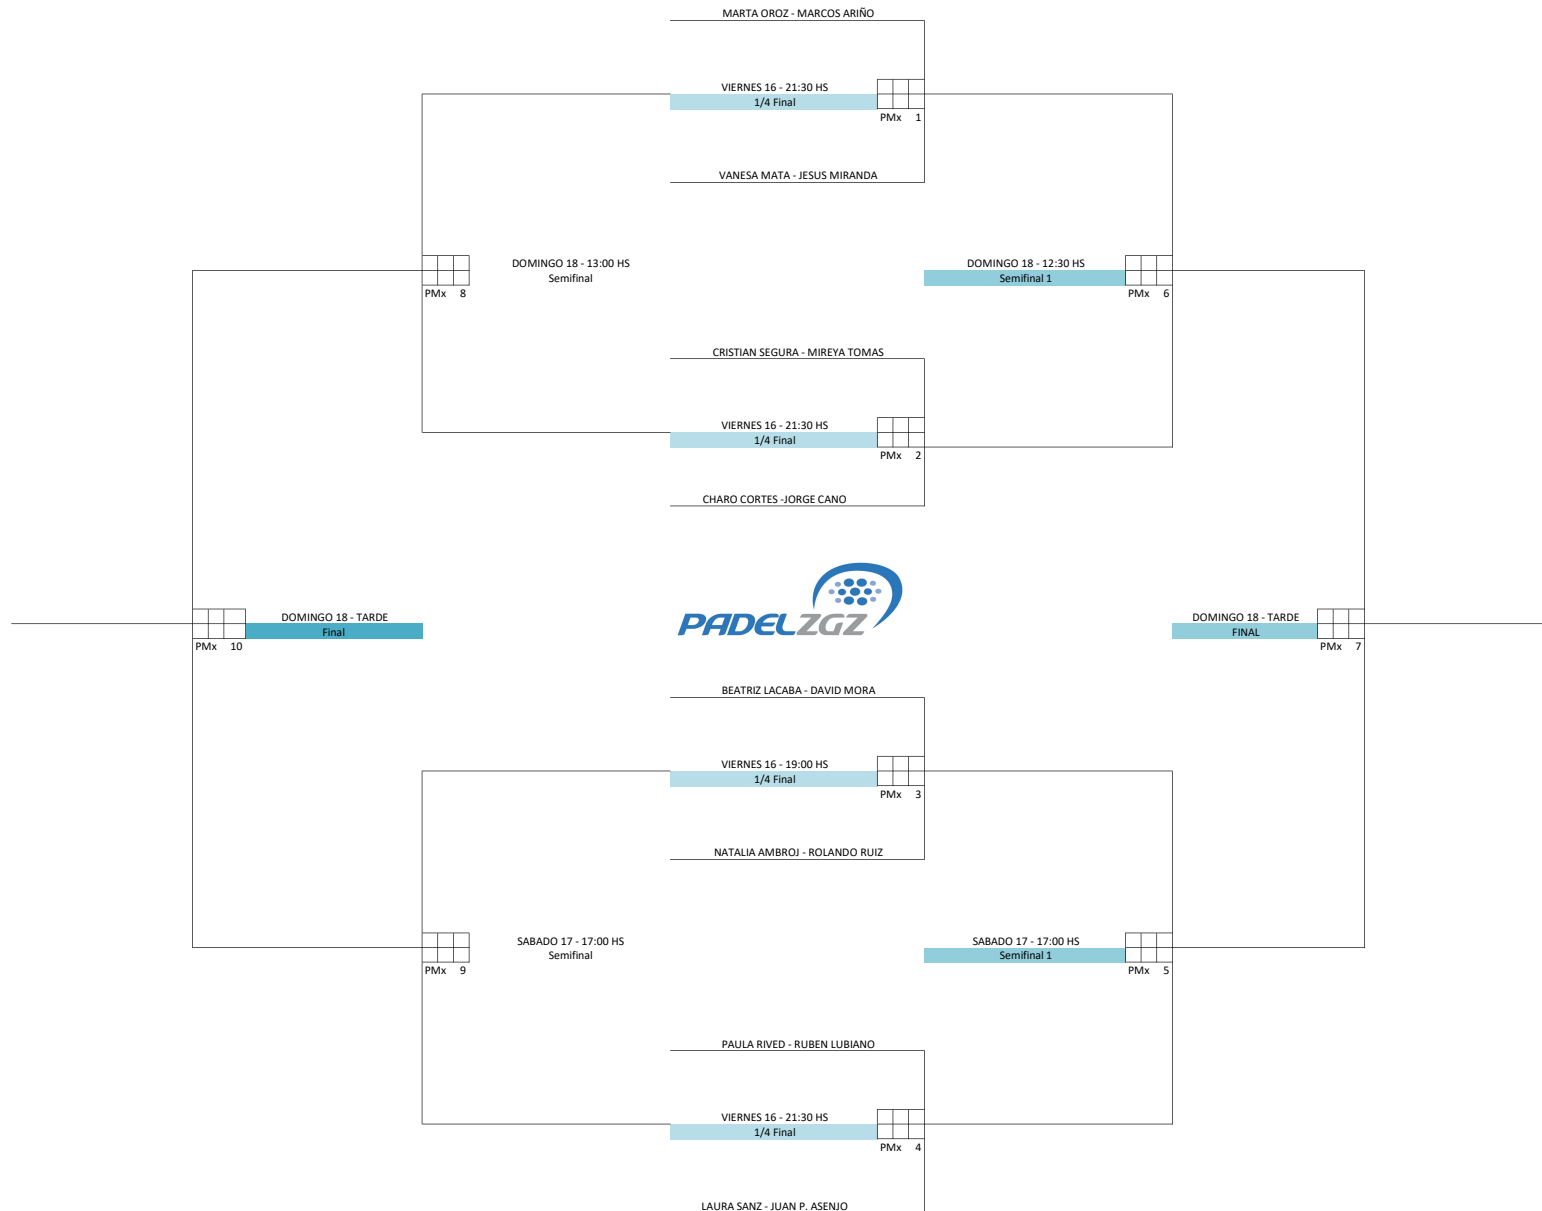 MARTA OROZ - MARCOS ARIÑO
VIERNES 16 - 21:30 HS
1/4 Final
PMx 1
VANESA MATA - JESUS MIRANDA
DOMINGO 18 - 13:00 HS
Semifinal
PMx 8
DOMINGO 18 - 12:30 HS
Semifinal 1
PMx 6
CRISTIAN SEGURA - MIREYA TOMAS
VIERNES 16 - 21:30 HS
1/4 Final
PMx 2
CHARO CORTES -JORGE CANO
PADELZGZ
DOMINGO 18 - TARDE
Final
PMx 10
DOMINGO 18 - TARDE
FINAL
PMx 7
BEATRIZ LACABA - DAVID MORA
VIERNES 16 - 19:00 HS
1/4 Final
PMx 3
NATALIA AMBROJ - ROLANDO RUIZ
SABADO 17 - 17:00 HS
Semifinal
PMx 9
SABADO 17 - 17:00 HS
Semifinal 1
PMx 5
PAULA RIVED - RUBEN LUBIANO
VIERNES 16 - 21:30 HS
1/4 Final
PMx 4
LAURA SANZ - JUAN P. ASENJO